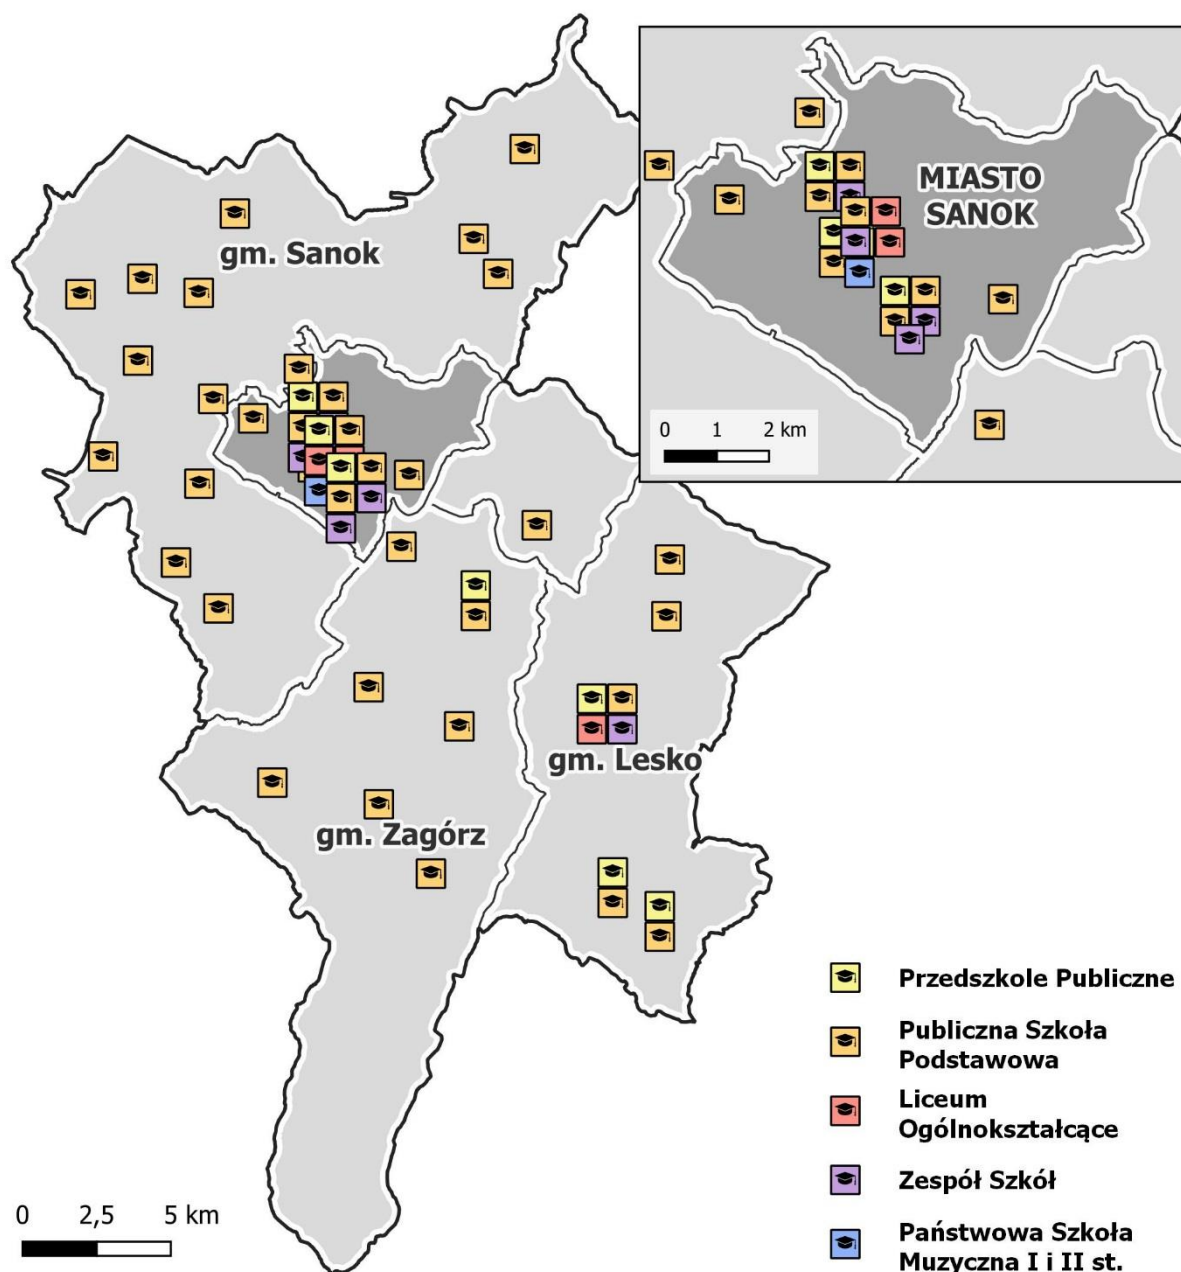 MIASTO
SANOK
0 1 2 km
gm. Sanok
gm. Lesko
gm. Zagórz
0 2,5 5 km
Przedszkole Publiczne
Publiczna Szkoła
Podstawowa
Liceum
Ogólnokształcące
Zespół Szkół
Państwowa Szkoła
Muzyczna I i II st.